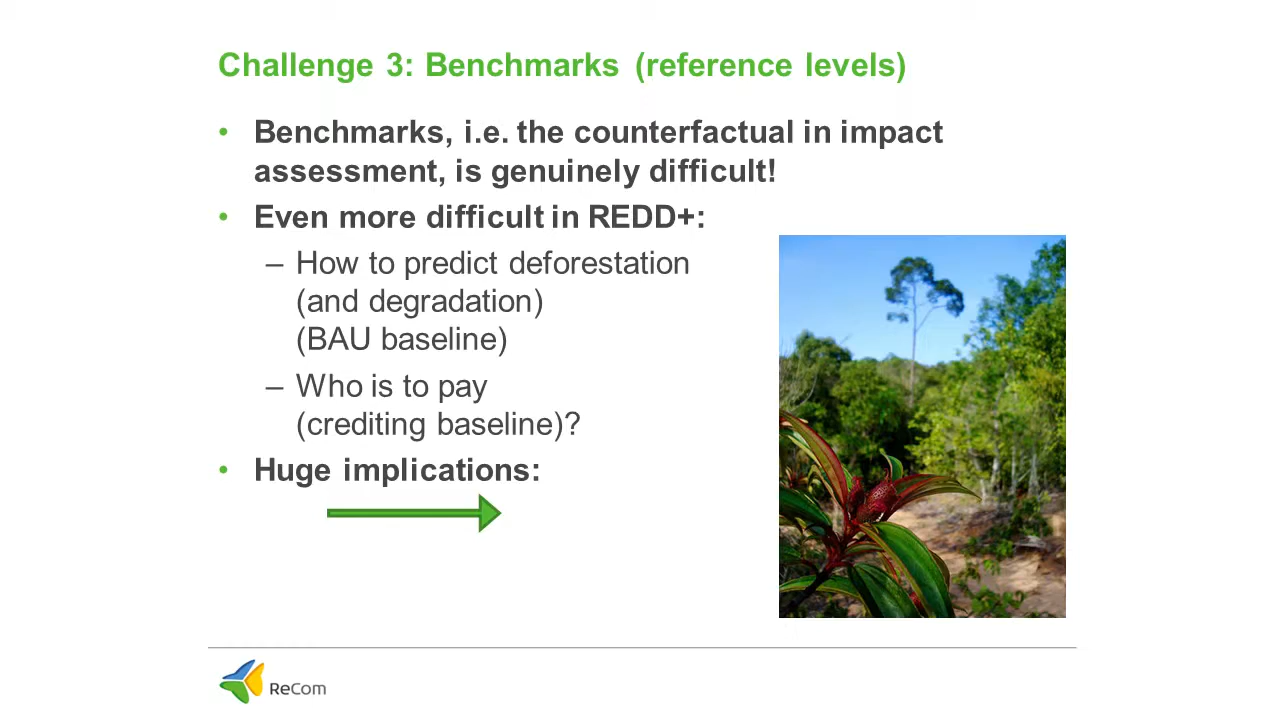 Challenge 3: Benchmarks (reference levels)
• Benchmarks, i.e. the counterfactual in impact
assessment, is genuinely difficult!
• Even more difficult in REDD+:
– How to predict deforestation
(and degradation)
(BAU baseline)
– Who is to pay
(crediting baseline)?
• Huge implications:
ReCom